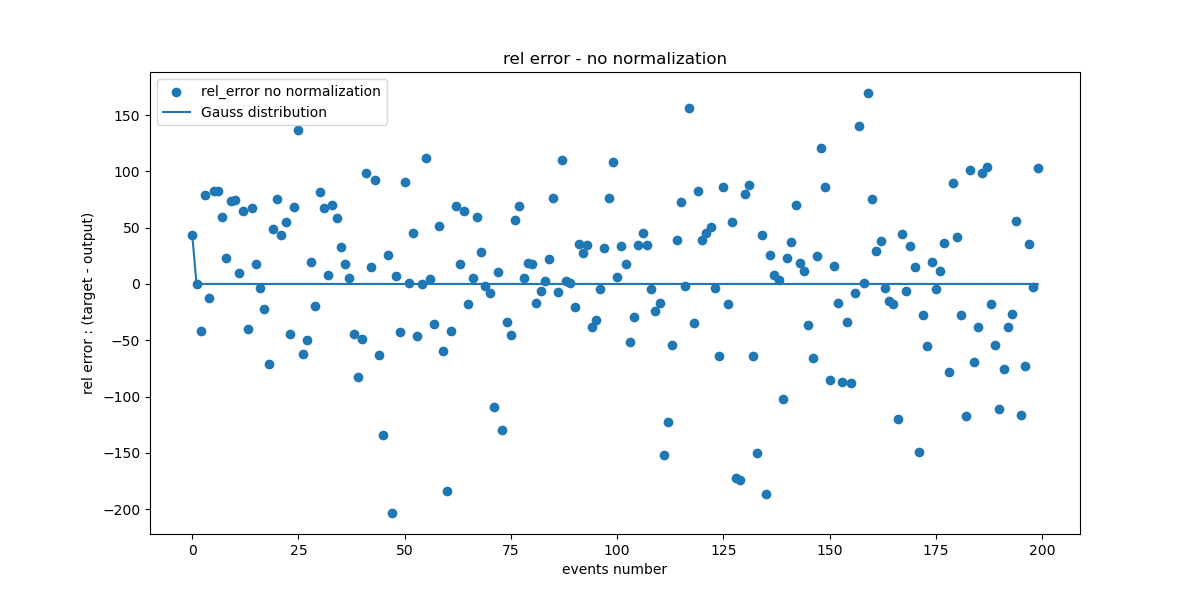 rel error - no normalization
rel_error no normalization
Gauss distribution
rel error : (target - output)
150
100
50
0
−50
−100
−150
−200
0 25 50 75 100 125 150 175 200
events number